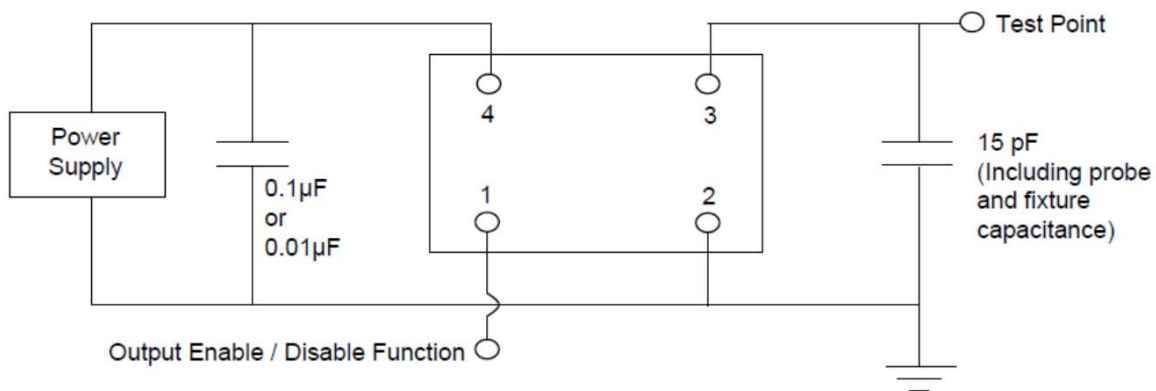 Test Point
4
3
Power
Supply
15 pF
(Including probe
and fixture
capacitance)
0.1µF
or
0.01µF
1
2
Output Enable / Disable Function